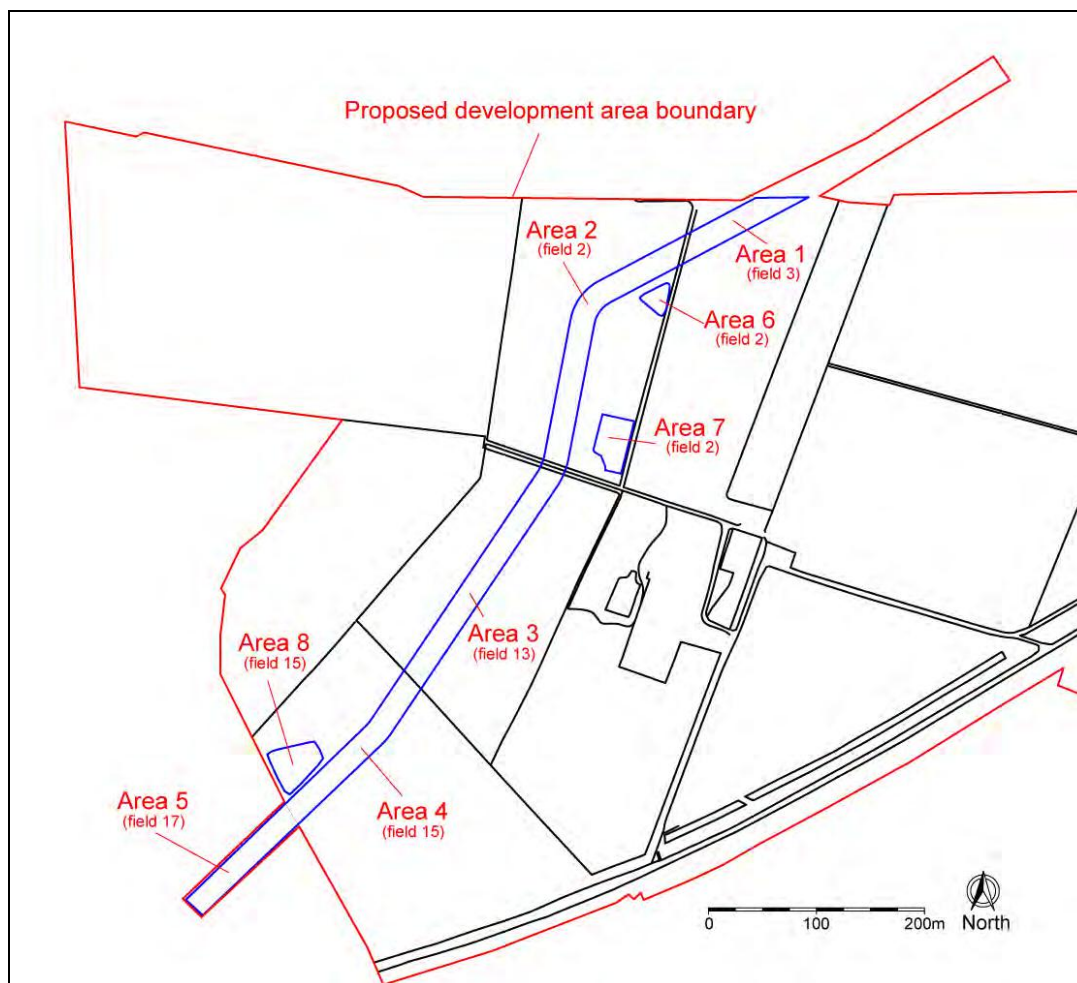 Proposed development area boundary
Area 2
(field 2)
Area 1
(field 3)
Area 6
(field 2)
Area 7
(field 2)
Area 3
(field 13)
Area 8
(field 15)
Area 5
(field 17)
Area 4
(field 15)
0 100 200m
North